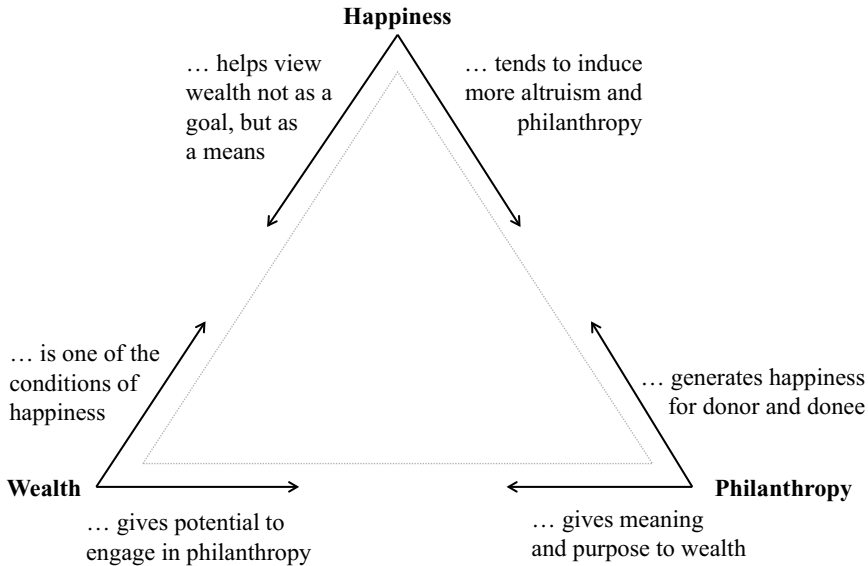 Happiness
… helps view
wealth not as a
goal, but as
a means
… tends to induce
more altruism and
philanthropy
… is one of the
conditions of
happiness
… generates happiness
for donor and donee
Wealth
Philanthropy
… gives potential to
engage in philanthropy
… gives meaning
and purpose to wealth